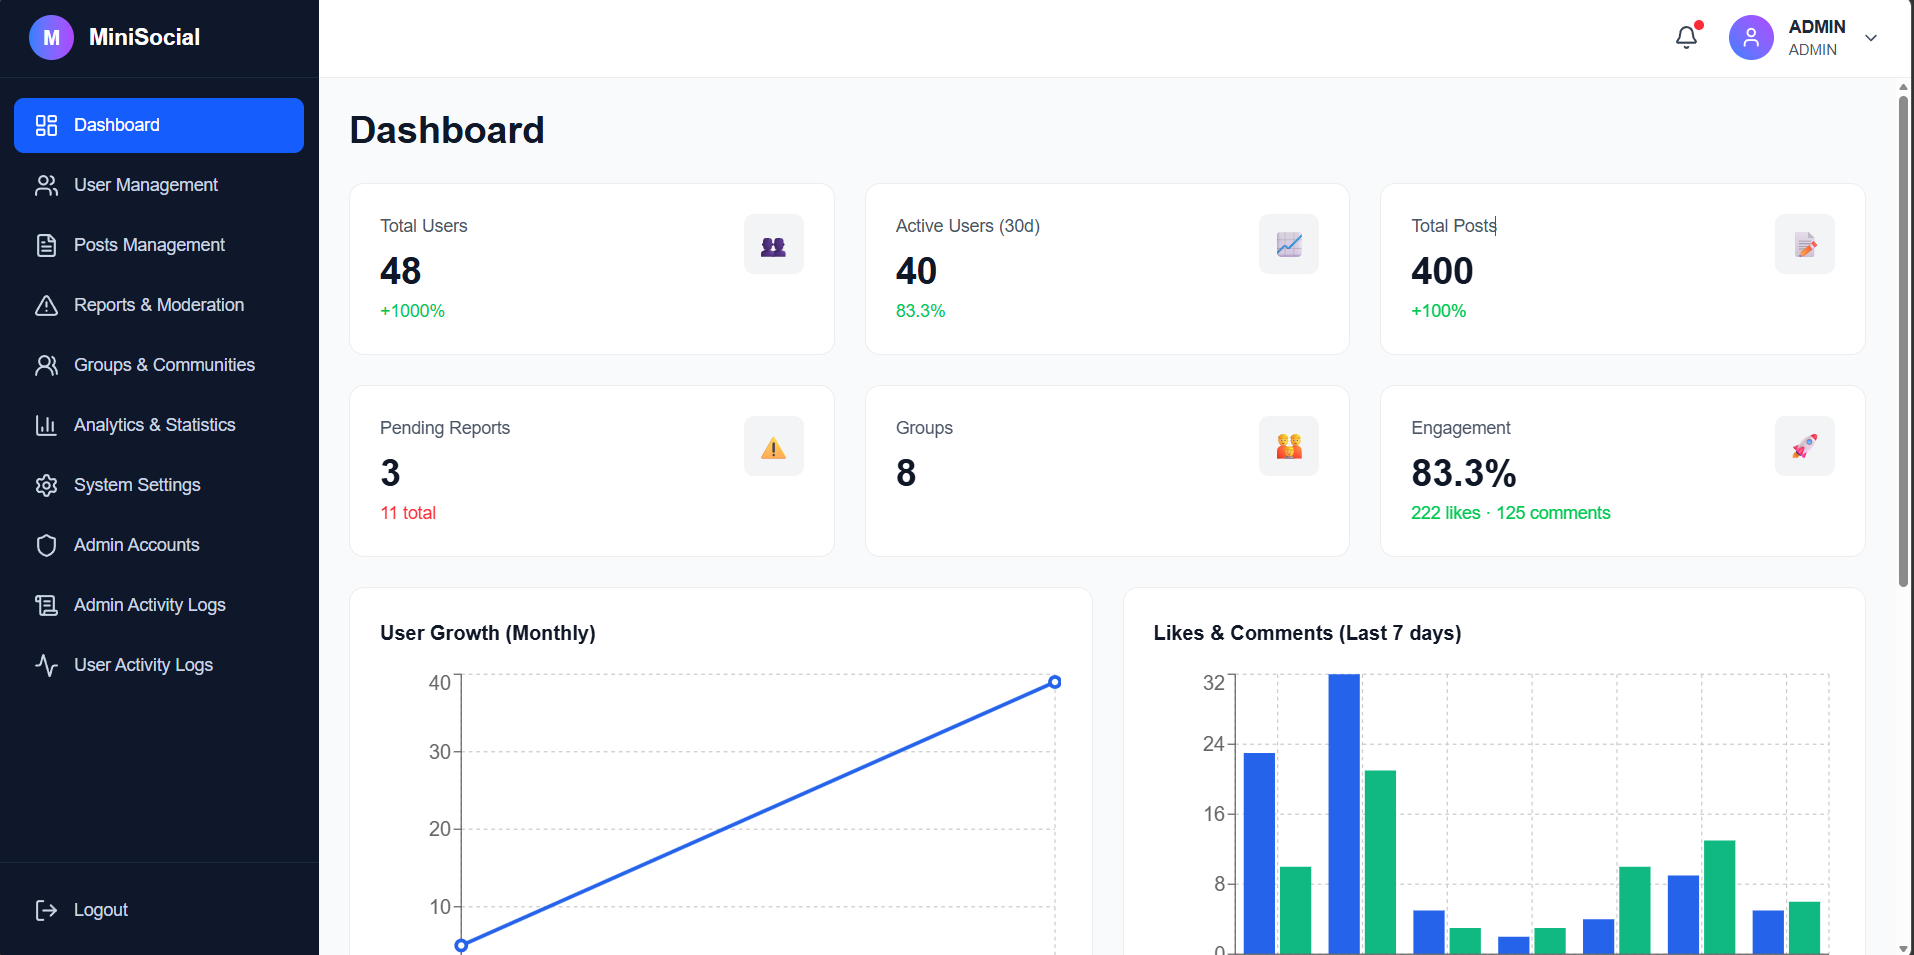 M MiniSocial
ADMIN
ADMIN
Dashboard
User Management
Posts Management
Reports & Moderation
Groups & Communities
Analytics & Statistics
System Settings
Admin Accounts
Admin Activity Logs
User Activity Logs
Logout
Dashboard
Total Users
48
+1000%
Active Users (30d)
40
83.3%
Total Posts
400
+100%
Pending Reports
3
11 total
Groups
8
Engagement
83.3%
222 likes · 125 comments
User Growth (Monthly)
40
30
20
10
Likes & Comments (Last 7 days)
32
24
16
8
0